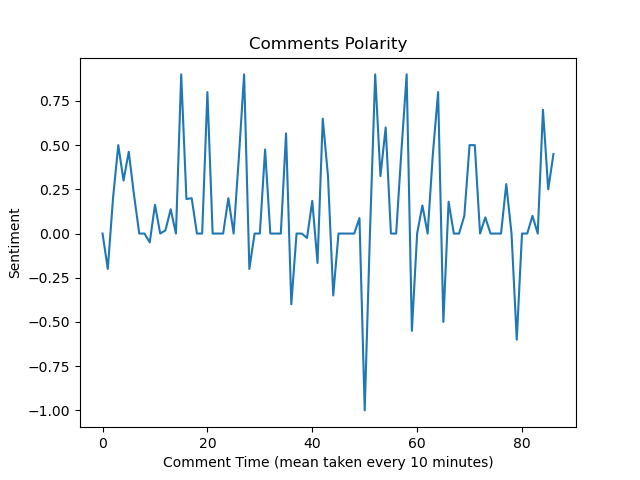 Comments Polarity
0.75
0.50
0.25
0.00
−0.25
−0.50
−0.75
−1.00
Sentiment
0 20 40 60 80
Comment Time (mean taken every 10 minutes)